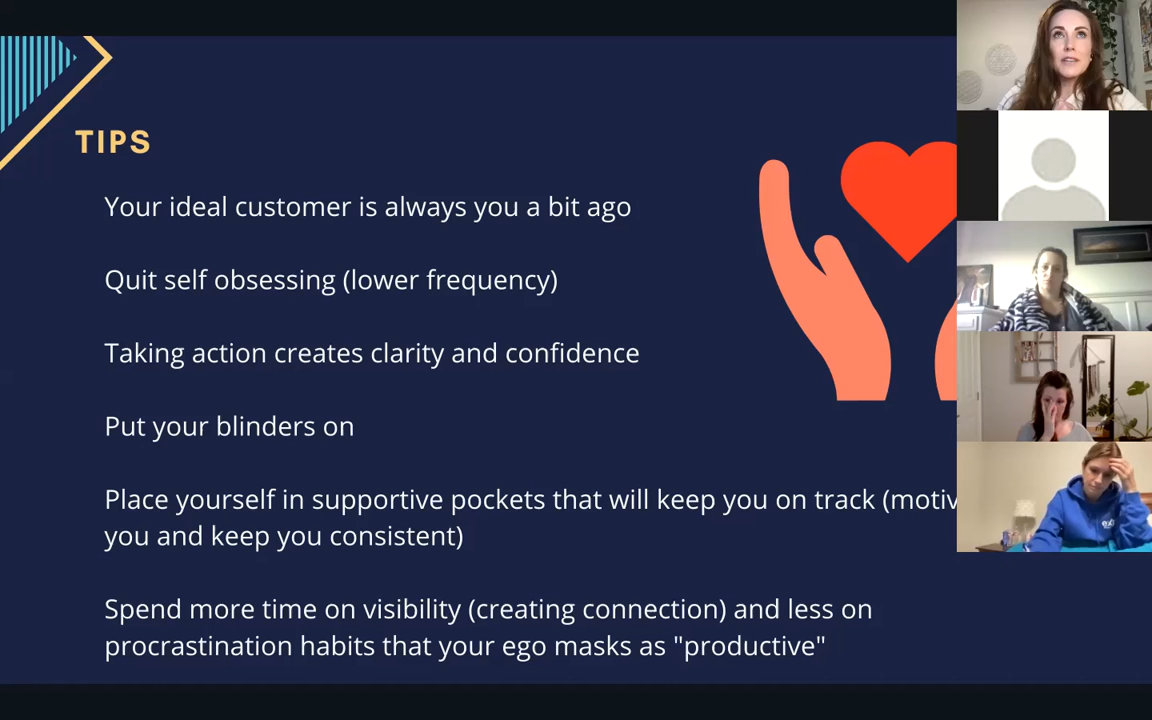 TIPS
Your ideal customer is always you a bit ago
Quit self obsessing (lower frequency)
Taking action creates clarity and confidence
Put your blinders on
Place yourself in supportive pockets that will keep you on track (motiv
you and keep you consistent)
Spend more time on visibility (creating connection) and less on
procrastination habits that your ego masks as "productive"